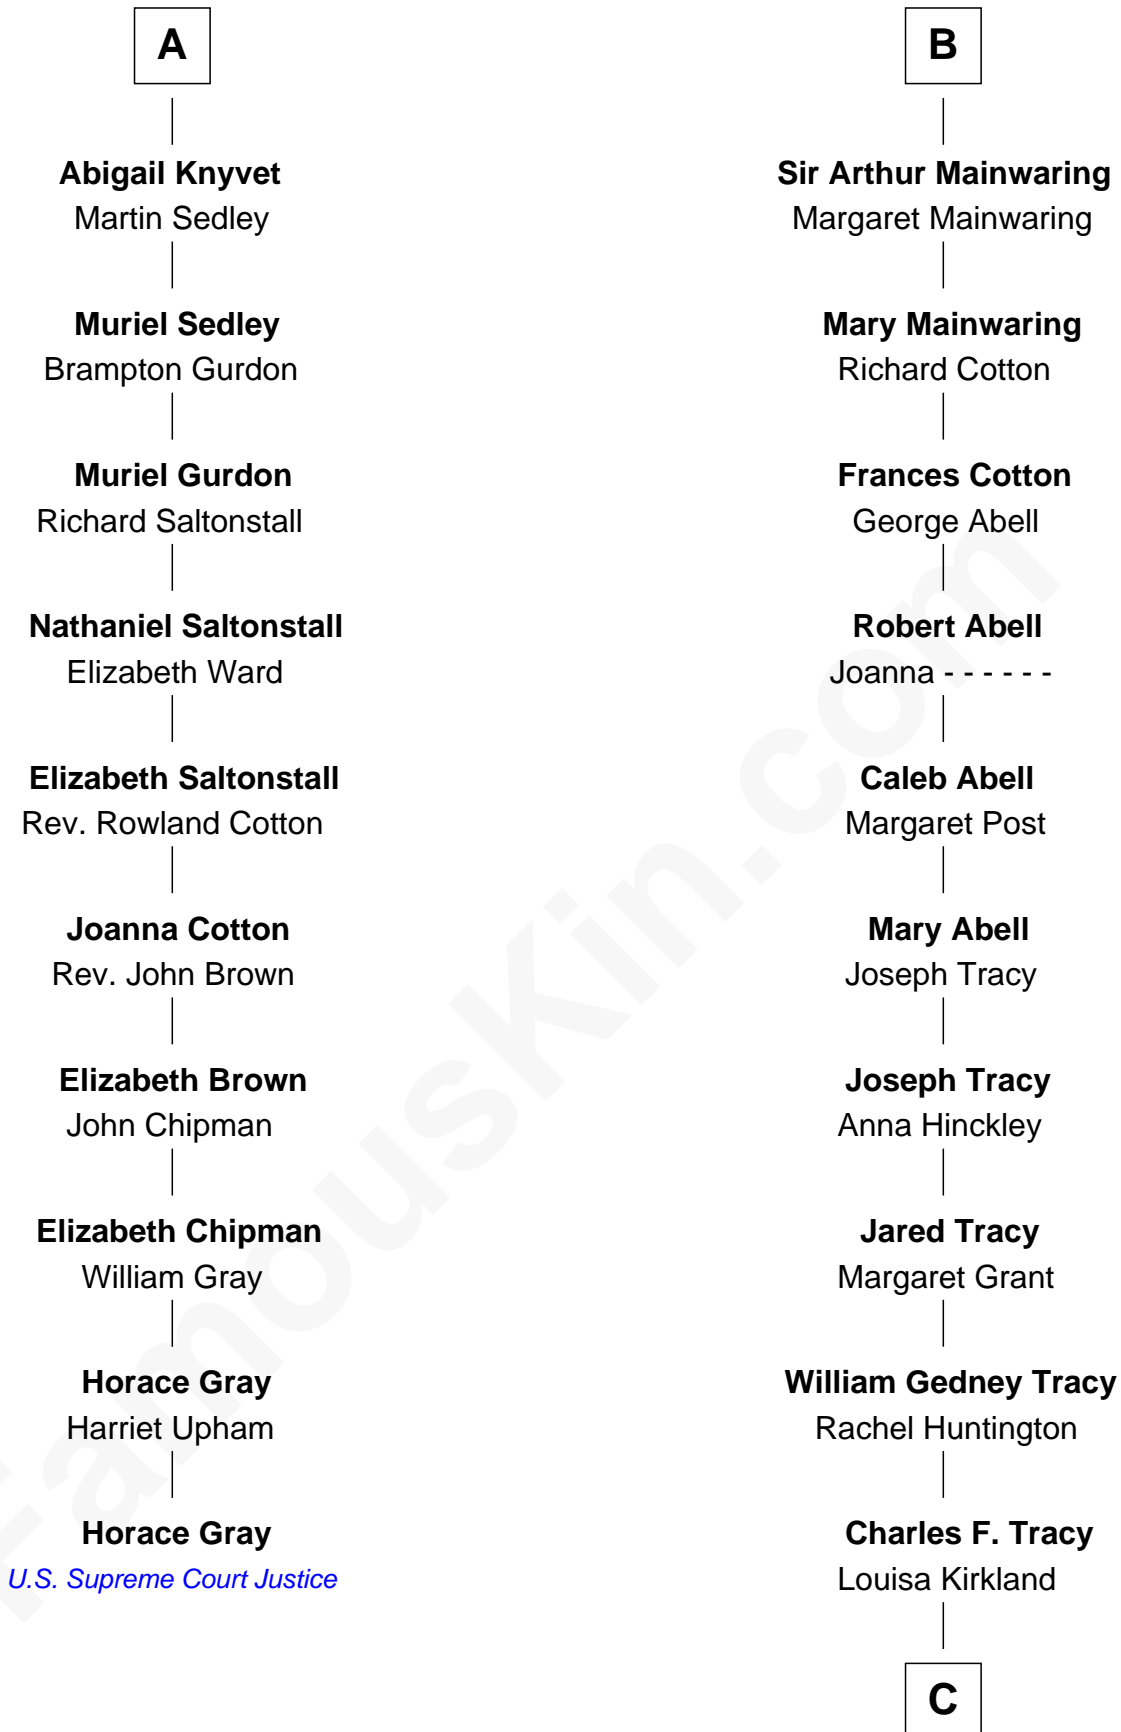 A
Abigail Knyvet
Martin Sedley
Muriel Sedley
Brampton Gurdon
Muriel Gurdon
Richard Saltonstall
Nathaniel Saltonstall
Elizabeth Ward
Elizabeth Saltonstall
Rev. Rowland Cotton
Joanna Cotton
Rev. John Brown
Elizabeth Brown
John Chipman
Elizabeth Chipman
William Gray
Horace Gray
Harriet Upham
Horace Gray
U.S. Supreme Court Justice
B
Sir Arthur Mainwaring
Margaret Mainwaring
Mary Mainwaring
Richard Cotton
Frances Cotton
George Abell
Robert Abell
Joanna - - - - - -
Caleb Abell
Margaret Post
Mary Abell
Joseph Tracy
Joseph Tracy
Anna Hinckley
Jared Tracy
Margaret Grant
William Gedney Tracy
Rachel Huntington
Charles F. Tracy
Louisa Kirkland
C
FamousKin.com